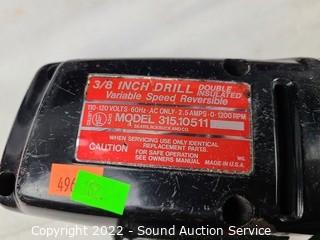 3/8 INCH DRILL DOUBLE INSULATED
Variable Speed Reversible
110-120 VOLTS · 60Hz · AC ONLY · 2.5 AMPS · 0-1200 RPM
UL MODEL 315.10511
SEARS, ROEBUCK AND CO.
WHEN SERVICING USE ONLY IDENTICAL
REPLACEMENT PARTS.
CAUTION FOR SAFE OPERATION
SEE OWNERS MANUAL MADE IN U.S.A.
496
Copyright 2022 - Sound Auction Service